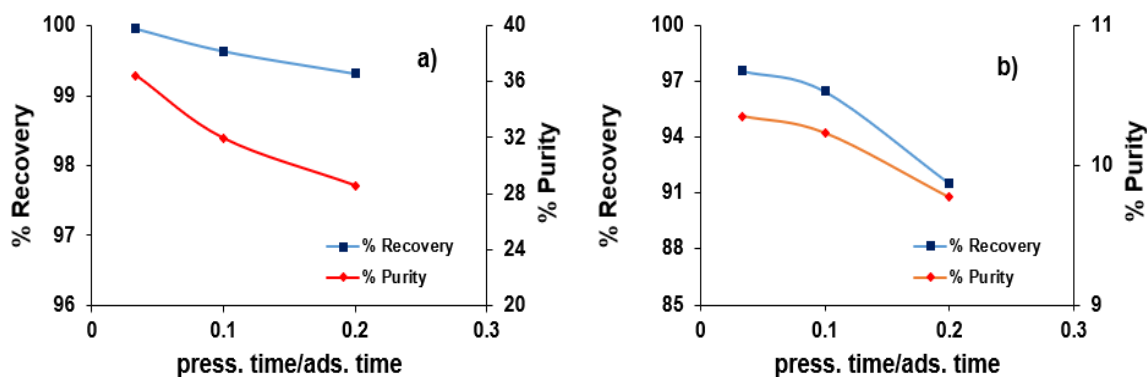 a)
% Recovery
100
99
98
97
96
40
36
32
28
24
20
% Purity
% Recovery
% Purity
0
0.1
0.2
0.3
press. time/ads. time
b)
% Recovery
100
97
94
91
88
85
11
10
9
% Purity
% Recovery
% Purity
0
0.1
0.2
0.3
press. time/ads. time